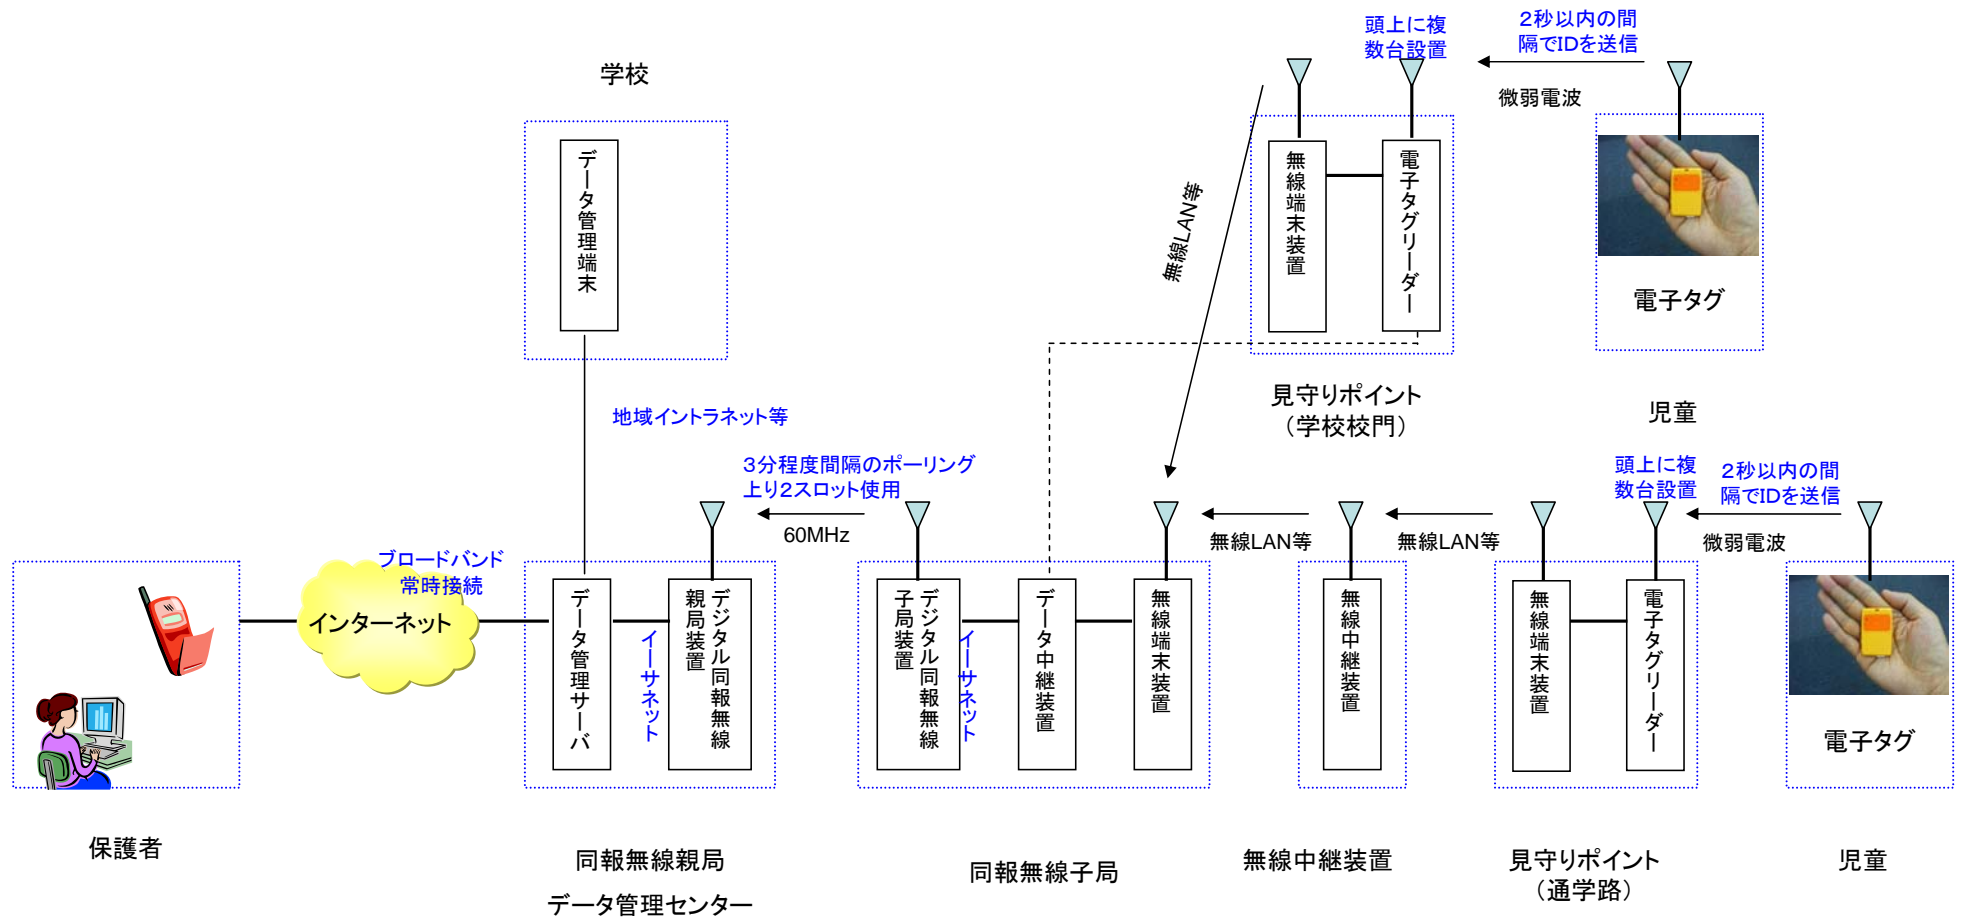 頭上に複
数台設置
２秒以内の間
隔でIDを送信
微弱電波
学校
データ管理端末
無線端末装置
電子タグリーダー
無線LAN等
電子タグ
見守りポイント
（学校校門）
児童
地域イントラネット等
３分程度間隔のポーリング
上り２スロット使用
60MHz
頭上に複
数台設置
２秒以内の間
隔でIDを送信
無線LAN等
無線LAN等
微弱電波
ブロードバンド
常時接続
インターネット
データ管理サーバ
イーサネット
デジタル同報無線
親局装置
デジタル同報無線
子局装置
イーサネット
データ中継装置
無線端末装置
無線中継装置
無線端末装置
電子タグリーダー
電子タグ
保護者
同報無線親局
データ管理センター
同報無線子局
無線中継装置
見守りポイント
（通学路）
児童